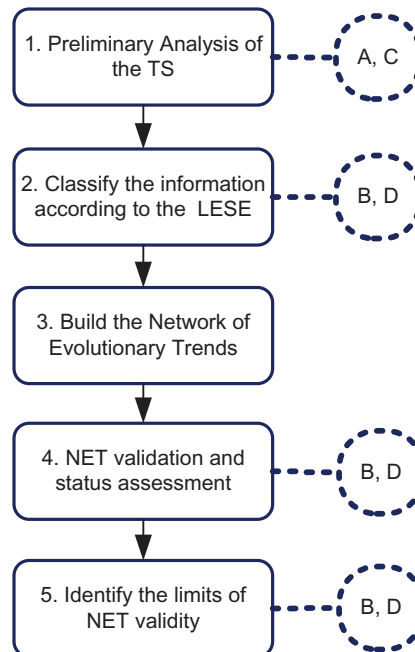 1. Preliminary Analysis of
the TS
A, C
2. Classify the information
according to the LESE
B, D
3. Build the Network of
Evolutionary Trends
4. NET validation and
status assessment
B, D
5. Identify the limits of
NET validity
B, D